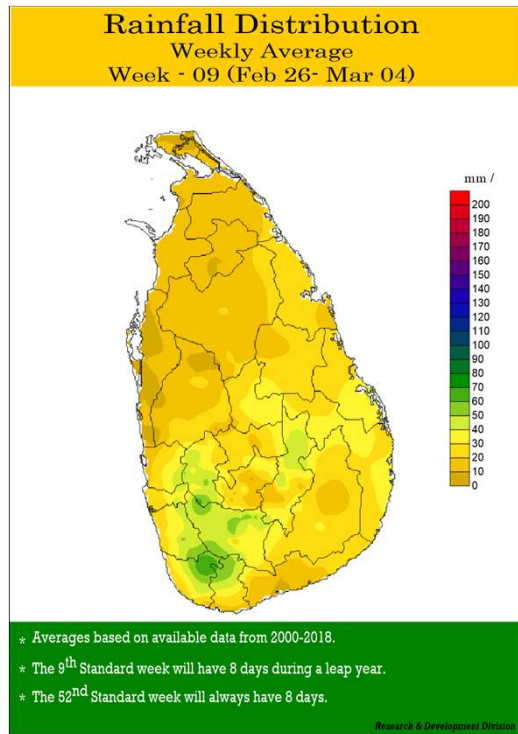 Rainfall Distribution
Weekly Average
Week - 09 (Feb 26- Mar 04)
mm /
200
190
180
170
160
150
140
130
120
110
100
90
80
70
60
50
40
30
20
10
0
* Averages based on available data from 2000-2018.
* The 9th Standard week will have 8 days during a leap year.
* The 52nd Standard week will always have 8 days.
Research & Development Division